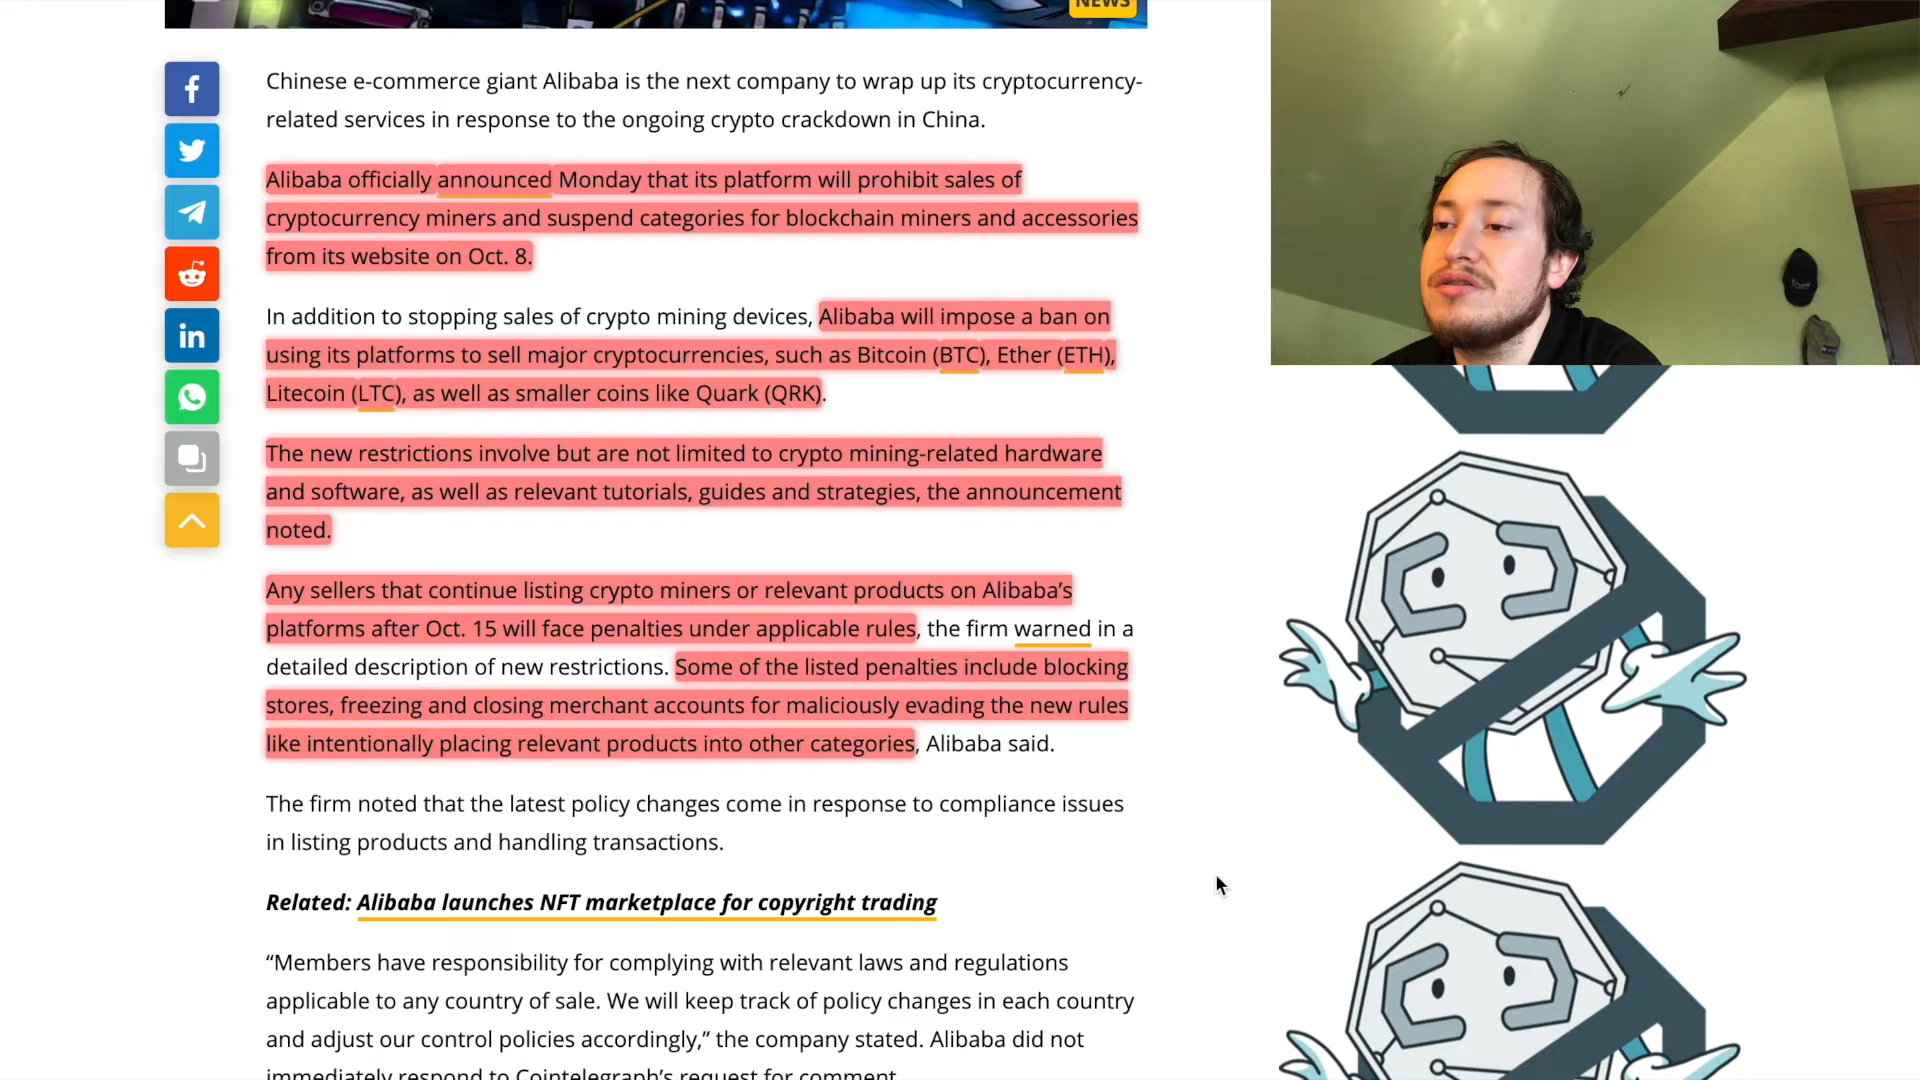 NEWS
Chinese e-commerce giant Alibaba is the next company to wrap up its cryptocurrency-
related services in response to the ongoing crypto crackdown in China.
Alibaba officially announced Monday that its platform will prohibit sales of
cryptocurrency miners and suspend categories for blockchain miners and accessories
from its website on Oct. 8.
In addition to stopping sales of crypto mining devices, Alibaba will impose a ban on
using its platforms to sell major cryptocurrencies, such as Bitcoin (BTC), Ether (ETH),
Litecoin (LTC), as well as smaller coins like Quark (QRK).
The new restrictions involve but are not limited to crypto mining-related hardware
and software, as well as relevant tutorials, guides and strategies, the announcement
noted.
Any sellers that continue listing crypto miners or relevant products on Alibaba’s
platforms after Oct. 15 will face penalties under applicable rules, the firm warned in a
detailed description of new restrictions. Some of the listed penalties include blocking
stores, freezing and closing merchant accounts for maliciously evading the new rules
like intentionally placing relevant products into other categories, Alibaba said.
The firm noted that the latest policy changes come in response to compliance issues
in listing products and handling transactions.
Related: Alibaba launches NFT marketplace for copyright trading
“Members have responsibility for complying with relevant laws and regulations
applicable to any country of sale. We will keep track of policy changes in each country
and adjust our control policies accordingly,” the company stated. Alibaba did not
immediately respond to Cointelegraph’s request for comment.